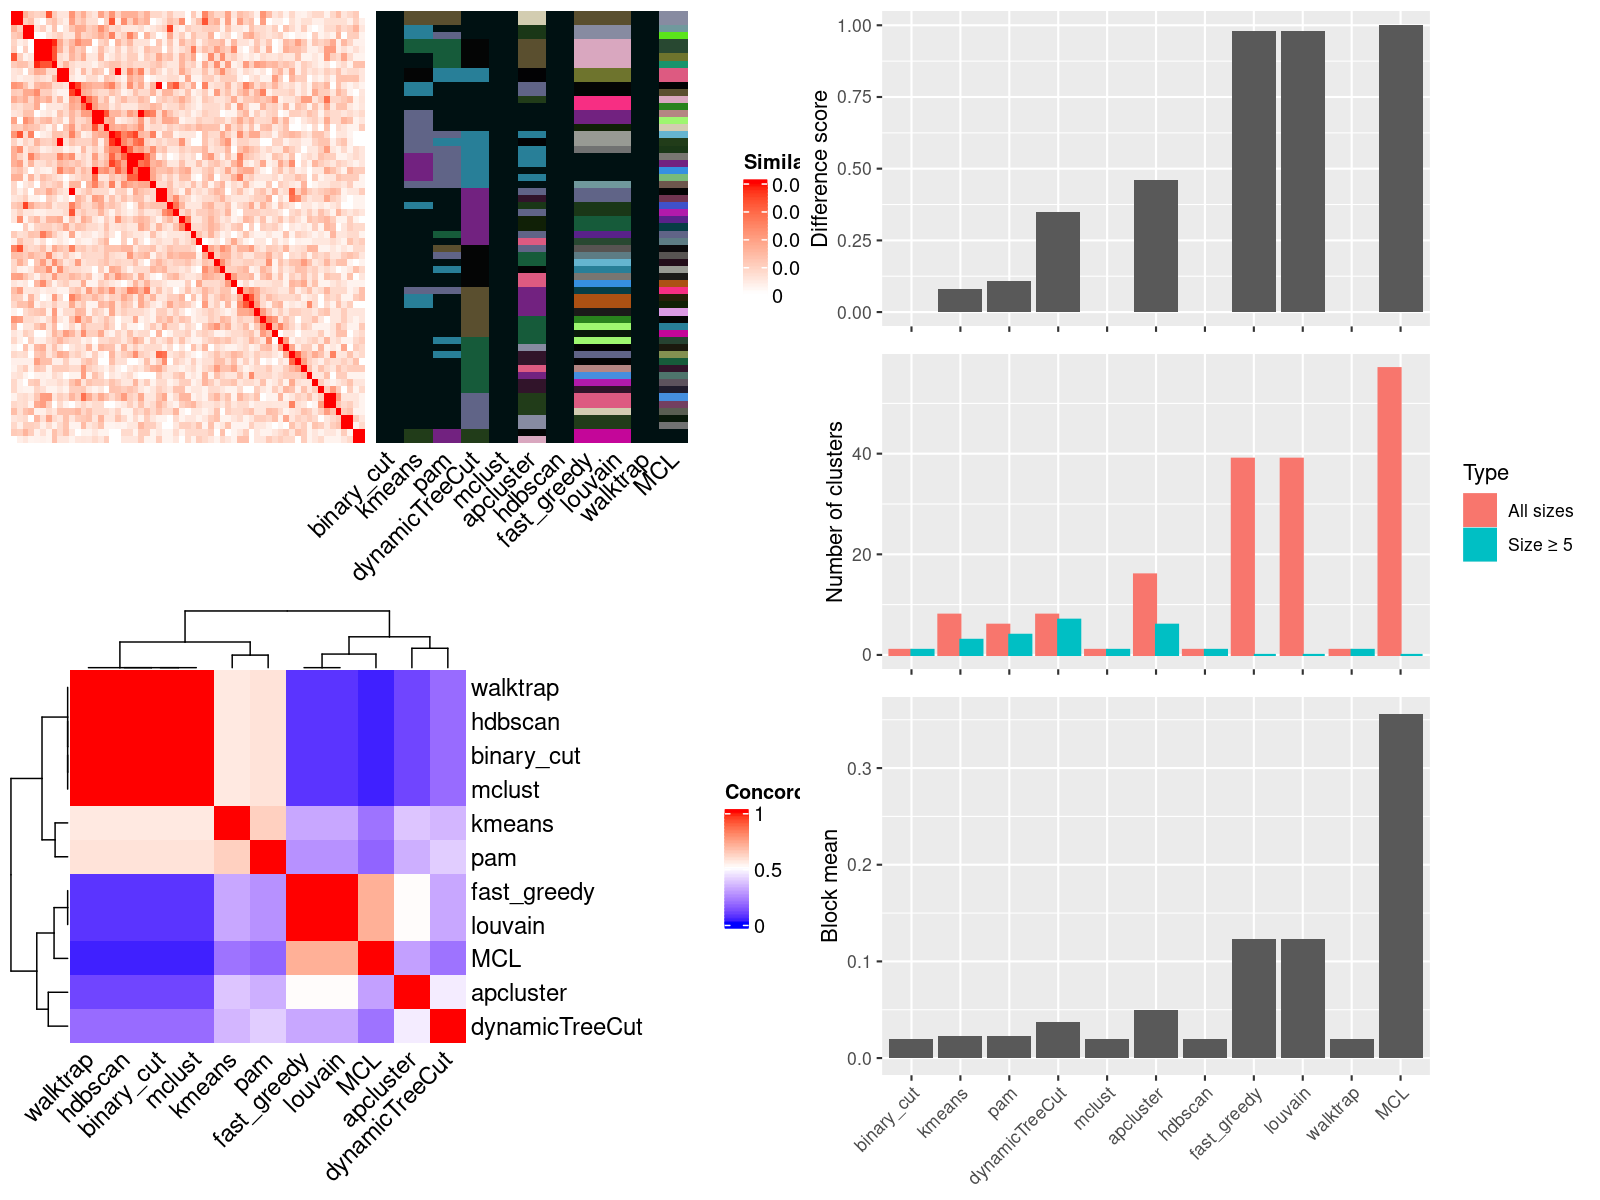 Simila
0.0
0.0
0.0
0.0
0
binary_cut
kmeans
pam
dynamicTreeCut
mclust
apcluster
hdbscan
fast_greedy
louvain
walktrap
MCL
walktrap
hdbscan
binary_cut
mclust
kmeans
pam
fast_greedy
louvain
MCL
apcluster
dynamicTreeCut
walktrap
hdbscan
binary_cut
mclust
kmeans
pam
fast_greedy
louvain
MCL
apcluster
dynamicTreeCut
Concord
1
0.5
0
Difference score
1.00
0.75
0.50
0.25
0.00
Number of clusters
40
20
0
Type
All sizes
Size ≥ 5
Block mean
0.3
0.2
0.1
0.0
binary_cut
kmeans
pam
dynamicTreeCut
mclust
apcluster
hdbscan
fast_greedy
louvain
walktrap
MCL